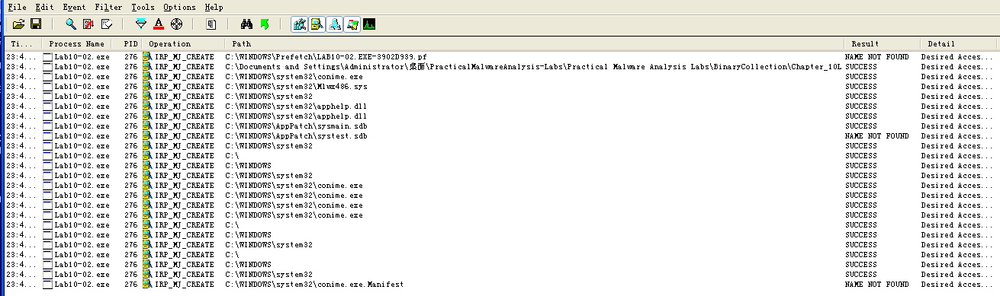 File Edit Event Filter Tools Options Help
Ti... Process Name PID Operation Path Result Detail
23:4... Lab10-02.exe 276 IRP_MJ_CREATE C:\WINDOWS\Prefetch\LAB10-02.EXE-3902D939.pf NAME NOT FOUND Desired Acces...
23:4... Lab10-02.exe 276 IRP_MJ_CREATE C:\Documents and Settings\Administrator\桌面\PracticalMalwareAnalysis-Labs\Practical Malware Analysis Labs\BinaryCollection\Chapter_10L SUCCESS Desired Acces...
23:4... Lab10-02.exe 276 IRP_MJ_CREATE C:\WINDOWS\system32\conime.exe SUCCESS Desired Acces...
23:4... Lab10-02.exe 276 IRP_MJ_CREATE C:\WINDOWS\system32\Mlwx486.sys SUCCESS Desired Acces...
23:4... Lab10-02.exe 276 IRP_MJ_CREATE C:\WINDOWS\system32 SUCCESS Desired Acces...
23:4... Lab10-02.exe 276 IRP_MJ_CREATE C:\WINDOWS\system32\apphelp.dll SUCCESS Desired Acces...
23:4... Lab10-02.exe 276 IRP_MJ_CREATE C:\WINDOWS\system32\apphelp.dll SUCCESS Desired Acces...
23:4... Lab10-02.exe 276 IRP_MJ_CREATE C:\WINDOWS\AppPatch\sysmain.sdb SUCCESS Desired Acces...
23:4... Lab10-02.exe 276 IRP_MJ_CREATE C:\WINDOWS\AppPatch\systest.sdb NAME NOT FOUND Desired Acces...
23:4... Lab10-02.exe 276 IRP_MJ_CREATE C:\WINDOWS\system32 SUCCESS Desired Acces...
23:4... Lab10-02.exe 276 IRP_MJ_CREATE C:\ SUCCESS Desired Acces...
23:4... Lab10-02.exe 276 IRP_MJ_CREATE C:\WINDOWS SUCCESS Desired Acces...
23:4... Lab10-02.exe 276 IRP_MJ_CREATE C:\WINDOWS\system32 SUCCESS Desired Acces...
23:4... Lab10-02.exe 276 IRP_MJ_CREATE C:\WINDOWS\system32\conime.exe SUCCESS Desired Acces...
23:4... Lab10-02.exe 276 IRP_MJ_CREATE C:\WINDOWS\system32\conime.exe SUCCESS Desired Acces...
23:4... Lab10-02.exe 276 IRP_MJ_CREATE C:\WINDOWS\system32\conime.exe SUCCESS Desired Acces...
23:4... Lab10-02.exe 276 IRP_MJ_CREATE C:\WINDOWS\system32\conime.exe SUCCESS Desired Acces...
23:4... Lab10-02.exe 276 IRP_MJ_CREATE C:\ SUCCESS Desired Acces...
23:4... Lab10-02.exe 276 IRP_MJ_CREATE C:\WINDOWS SUCCESS Desired Acces...
23:4... Lab10-02.exe 276 IRP_MJ_CREATE C:\WINDOWS\system32 SUCCESS Desired Acces...
23:4... Lab10-02.exe 276 IRP_MJ_CREATE C:\ SUCCESS Desired Acces...
23:4... Lab10-02.exe 276 IRP_MJ_CREATE C:\WINDOWS SUCCESS Desired Acces...
23:4... Lab10-02.exe 276 IRP_MJ_CREATE C:\WINDOWS\system32 SUCCESS Desired Acces...
23:4... Lab10-02.exe 276 IRP_MJ_CREATE C:\WINDOWS\system32\conime.exe.Manifest NAME NOT FOUND Desired Acces...